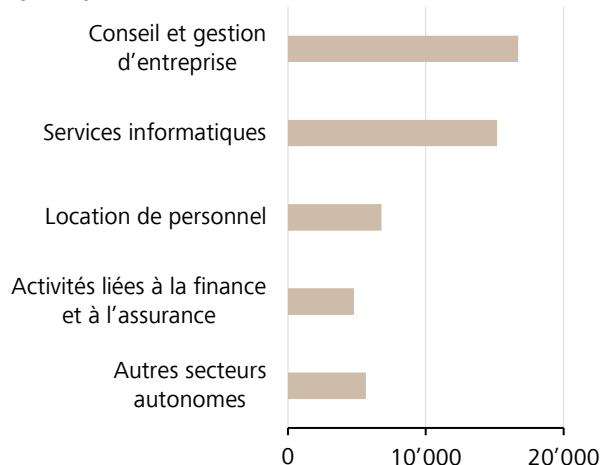 Conseil et gestion
d’entreprise
Services informatiques
Location de personnel
Activités liées à la finance
et à l’assurance
Autres secteurs
autonomes
0 10’000 20’000